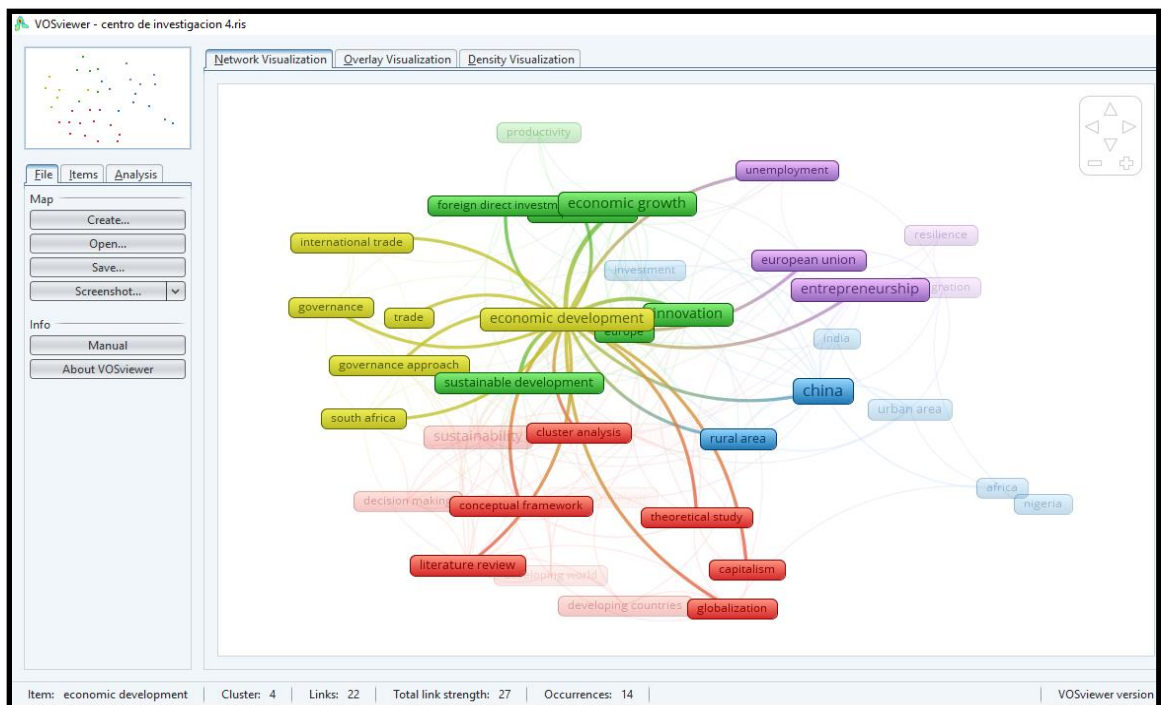 VOSviewer - centro de investigacion 4.ris
Network Visualization
Overlay Visualization
Density Visualization
File
Items
Analysis
Map
Create...
Open...
Save...
Screenshot...
Info
Manual
About VOSviewer
productivity
unemployment
foreign direct investm
economic growth
international trade
resilience
european union
investment
entrepreneurship
gration
governance
trade
economic development
innovation
europe
india
governance approach
sustainable development
china
urban area
south africa
sustainability
cluster analysis
rural area
decision making
conceptual framework
africa
nigeria
theoretical study
literature review
capitalism
developing countries
globalization
Item: economic development
Cluster: 4
Links: 22
Total link strength: 27
Occurrences: 14
VOSviewer version